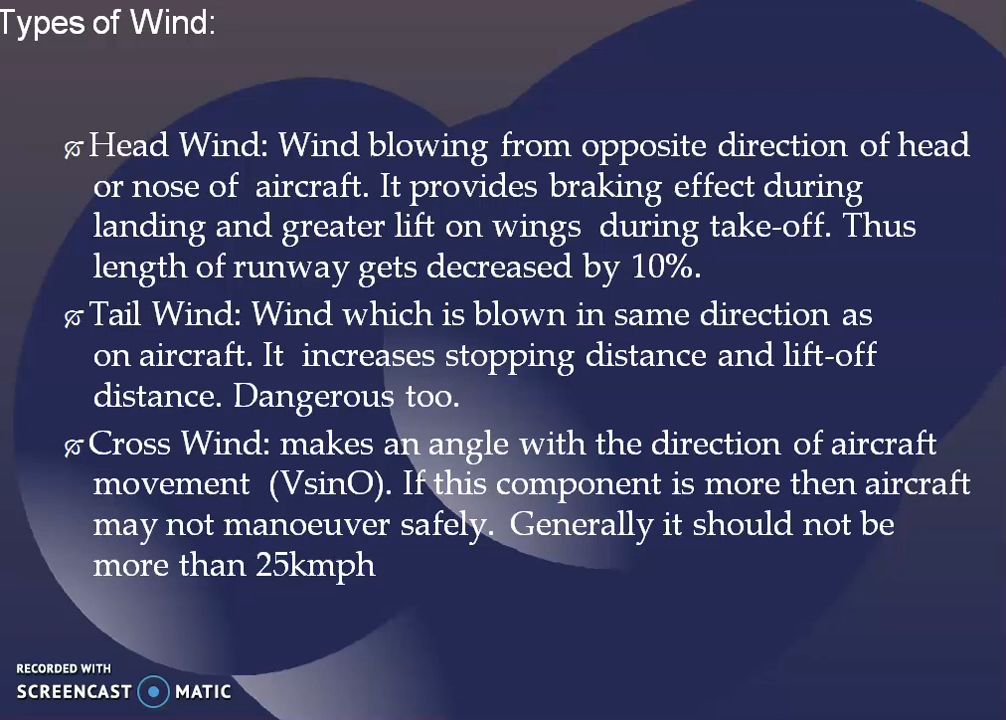 Types of Wind:
Head Wind: Wind blowing from opposite direction of head
or nose of aircraft. It provides braking effect during
landing and greater lift on wings during take-off. Thus
length of runway gets decreased by 10%.
Tail Wind: Wind which is blown in same direction as
on aircraft. It increases stopping distance and lift-off
distance. Dangerous too.
Cross Wind: makes an angle with the direction of aircraft
movement (VsinO). If this component is more then aircraft
may not manoeuver safely. Generally it should not be
more than 25kmph
RECORDED WITH
SCREENCAST MATIC